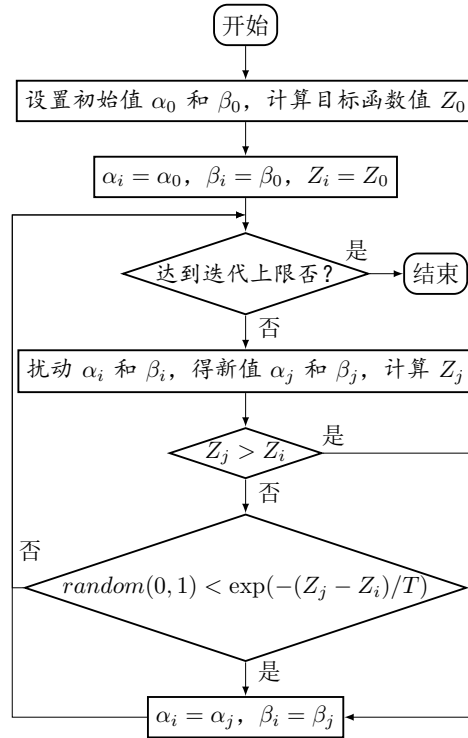 开始
设置初始值 α₀ 和 β₀，计算目标函数值 Z₀
αᵢ = α₀，βᵢ = β₀，Zᵢ = Z₀
达到迭代上限否？
是
结束
否
扰动 αᵢ 和 βᵢ，得新值 αⱼ 和 βⱼ，计算 Zⱼ
Zⱼ > Zᵢ
是
否
否
random(0, 1) < exp(-(Zⱼ − Zᵢ)/T)
是
αᵢ = αⱼ，βᵢ = βⱼ